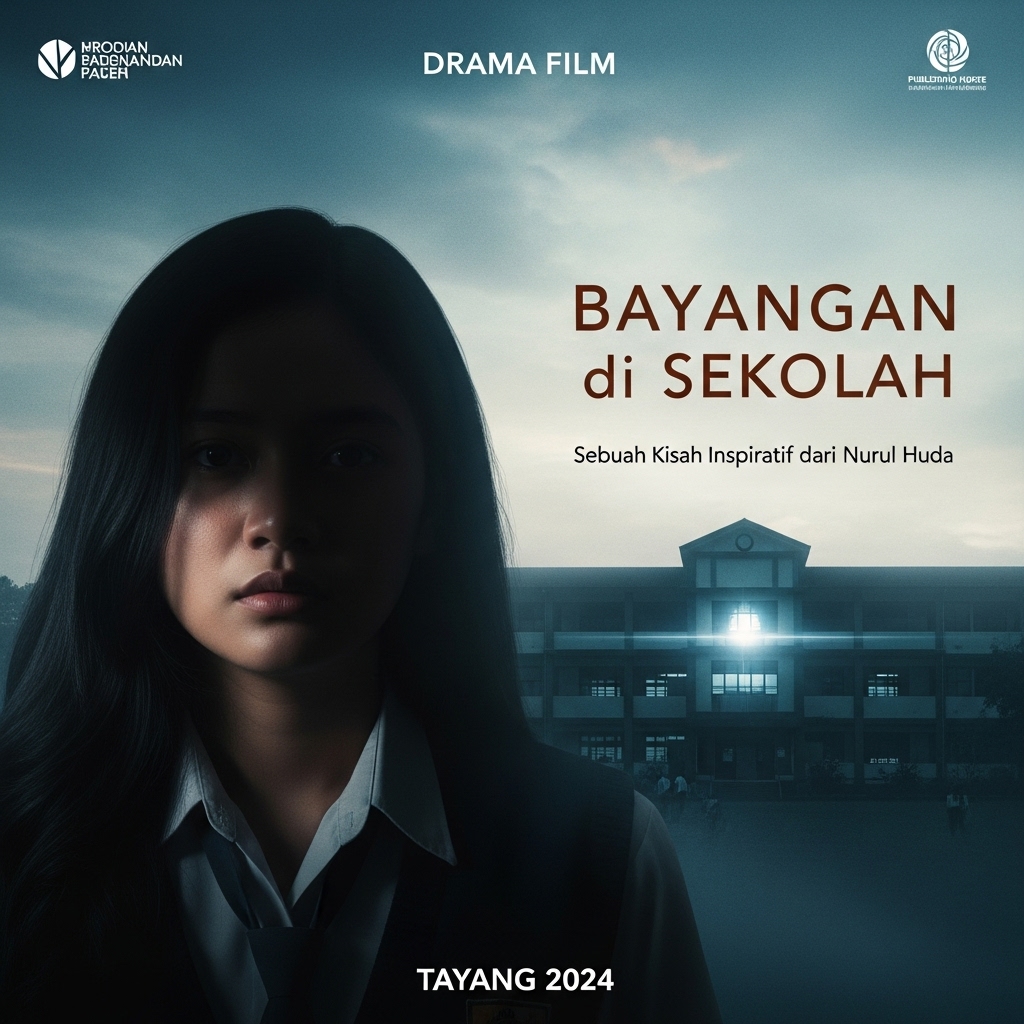 DRAMA FILM
BAYANGAN
di SEKOLAH
Sebuah Kisah Inspiratif dari Nurul Huda
TAYANG 2024